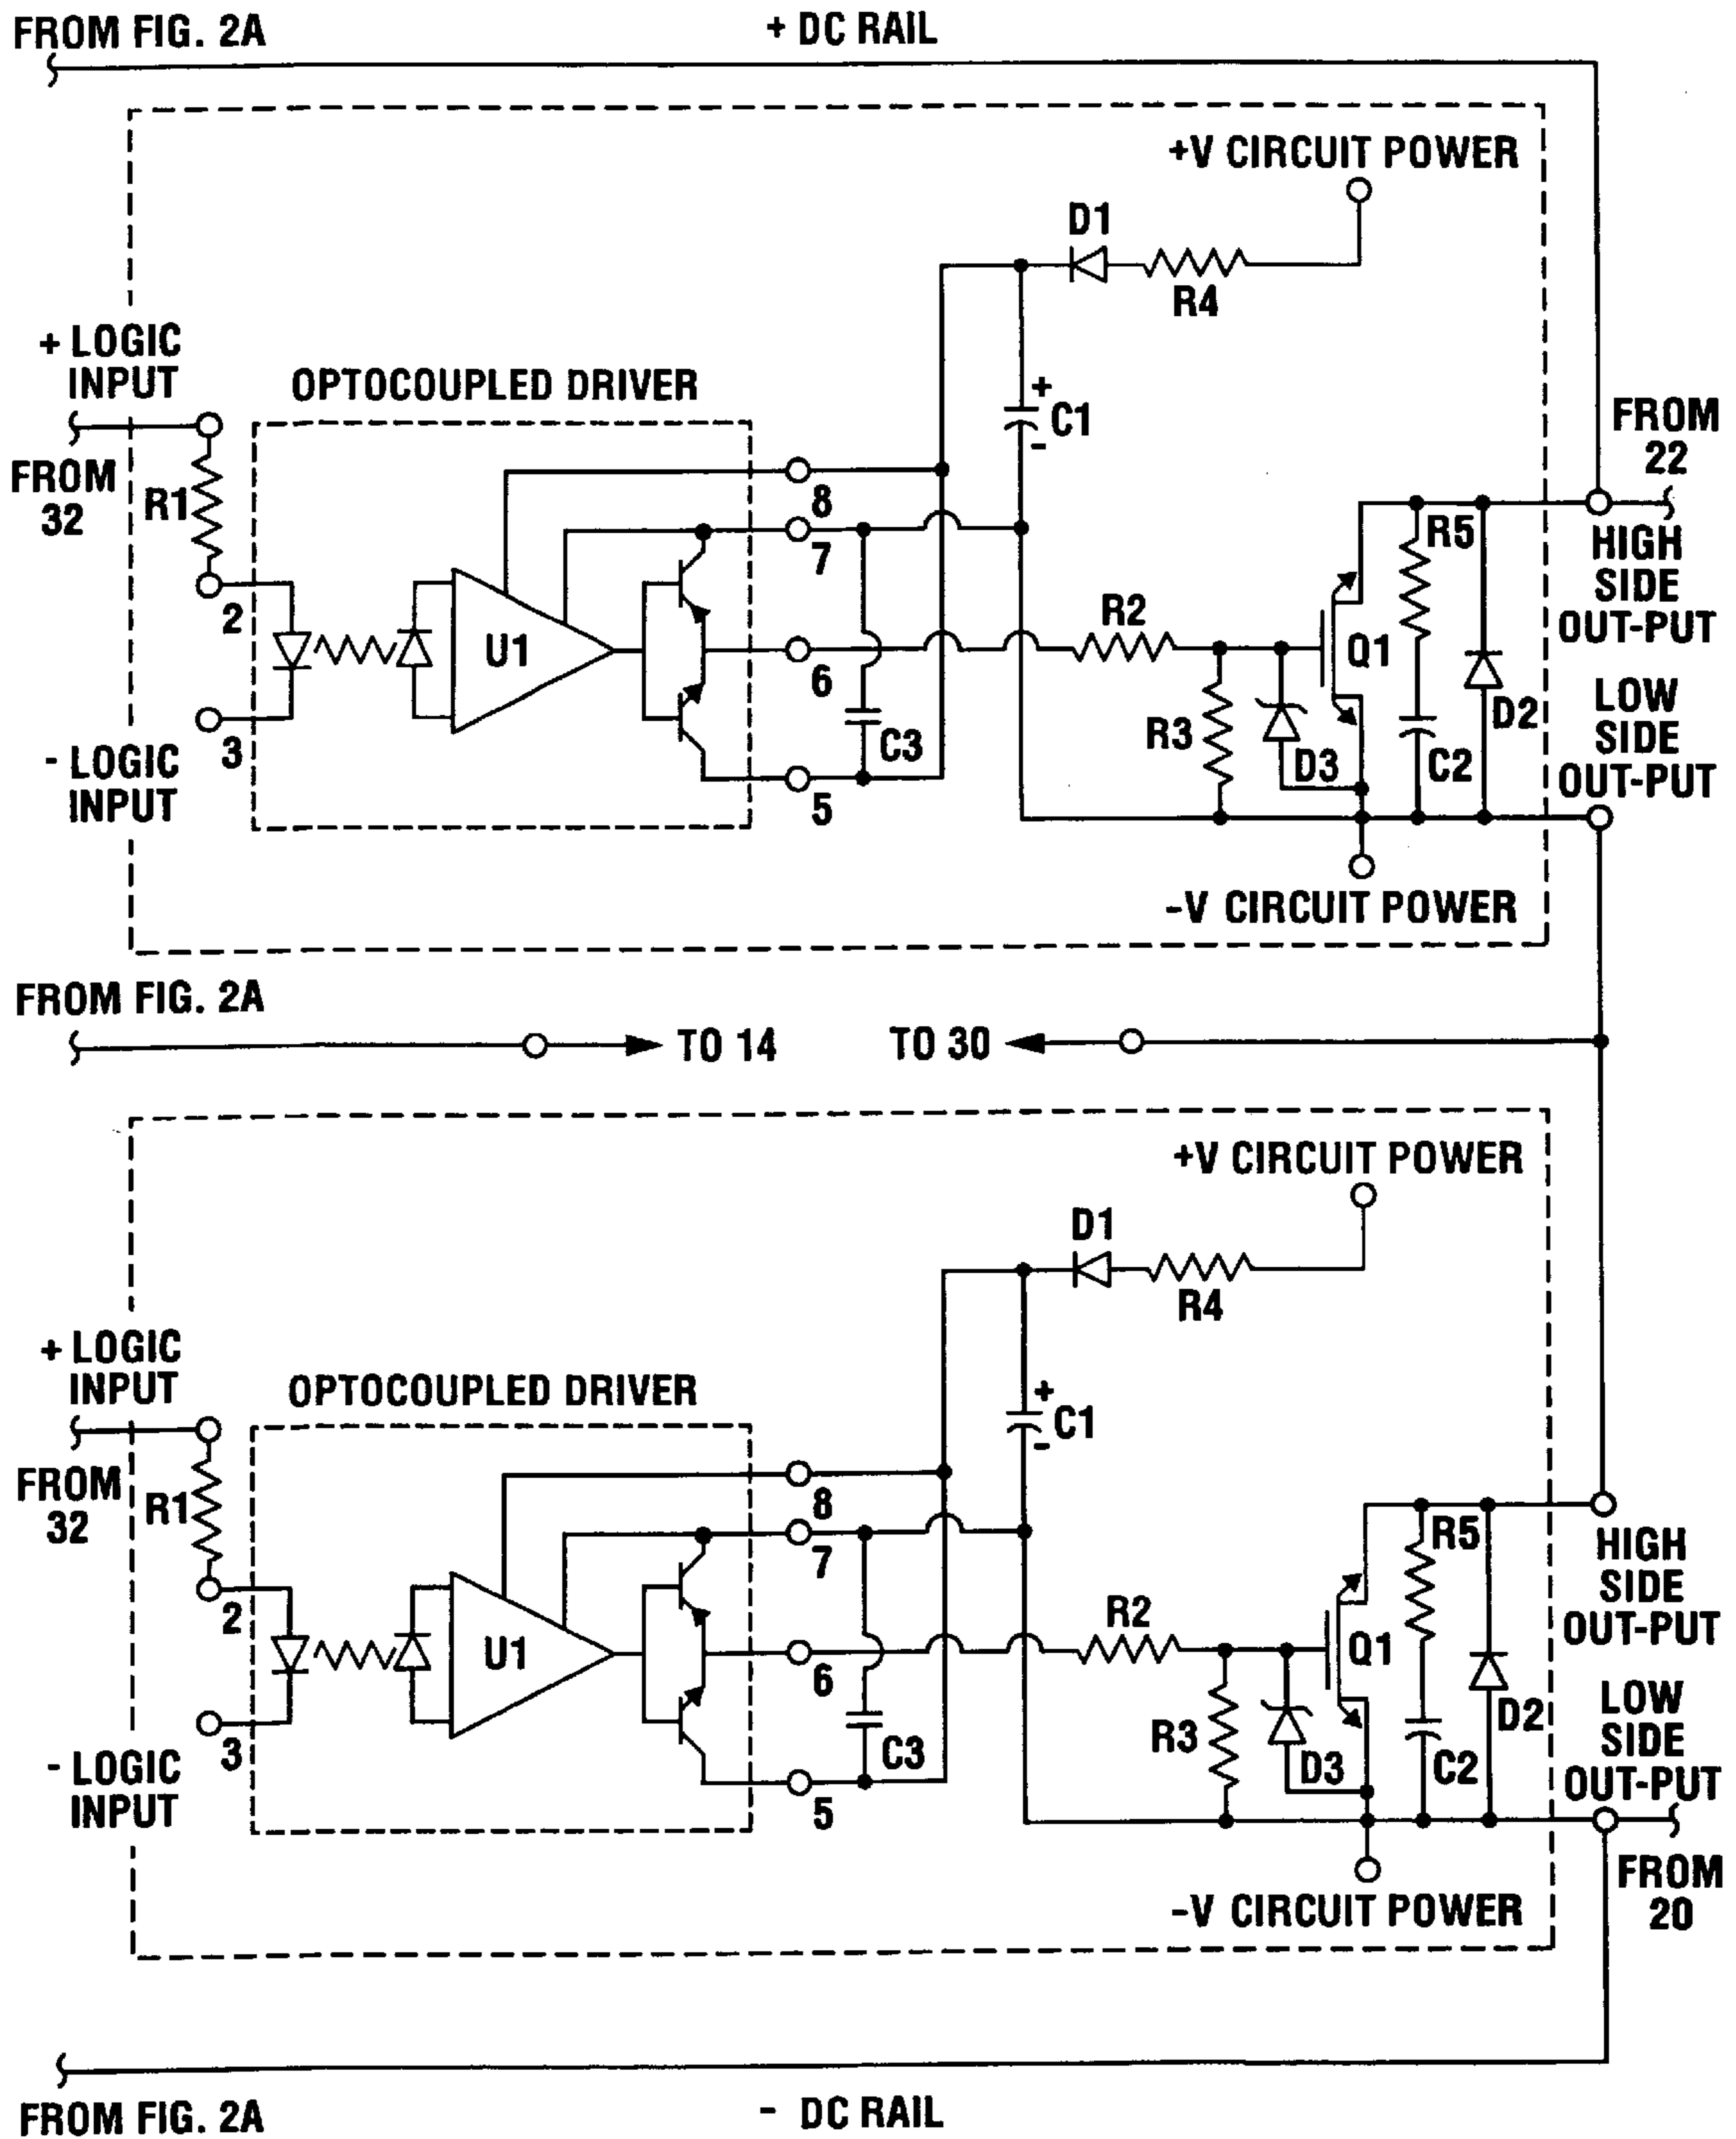 FROM FIG. 2A
+ DC RAIL
+V CIRCUIT POWER
D1
R4
+ LOGIC
INPUT
OPTOCOUPLED DRIVER
+
C1
-
FROM
22
FROM
32
R1
8
7
R5
HIGH
SIDE
OUT-PUT
2
U1
R2
6
Q1
LOW
SIDE
OUT-PUT
3
- LOGIC
INPUT
C3
R3
D3
C2
D2
5
-V CIRCUIT POWER
FROM FIG. 2A
TO 14
TO 30
+V CIRCUIT POWER
D1
R4
+ LOGIC
INPUT
OPTOCOUPLED DRIVER
+
C1
-
FROM
32
R1
8
7
R5
HIGH
SIDE
OUT-PUT
2
U1
R2
6
Q1
LOW
SIDE
OUT-PUT
3
- LOGIC
INPUT
C3
R3
D3
C2
D2
5
FROM
20
-V CIRCUIT POWER
FROM FIG. 2A
- DC RAIL